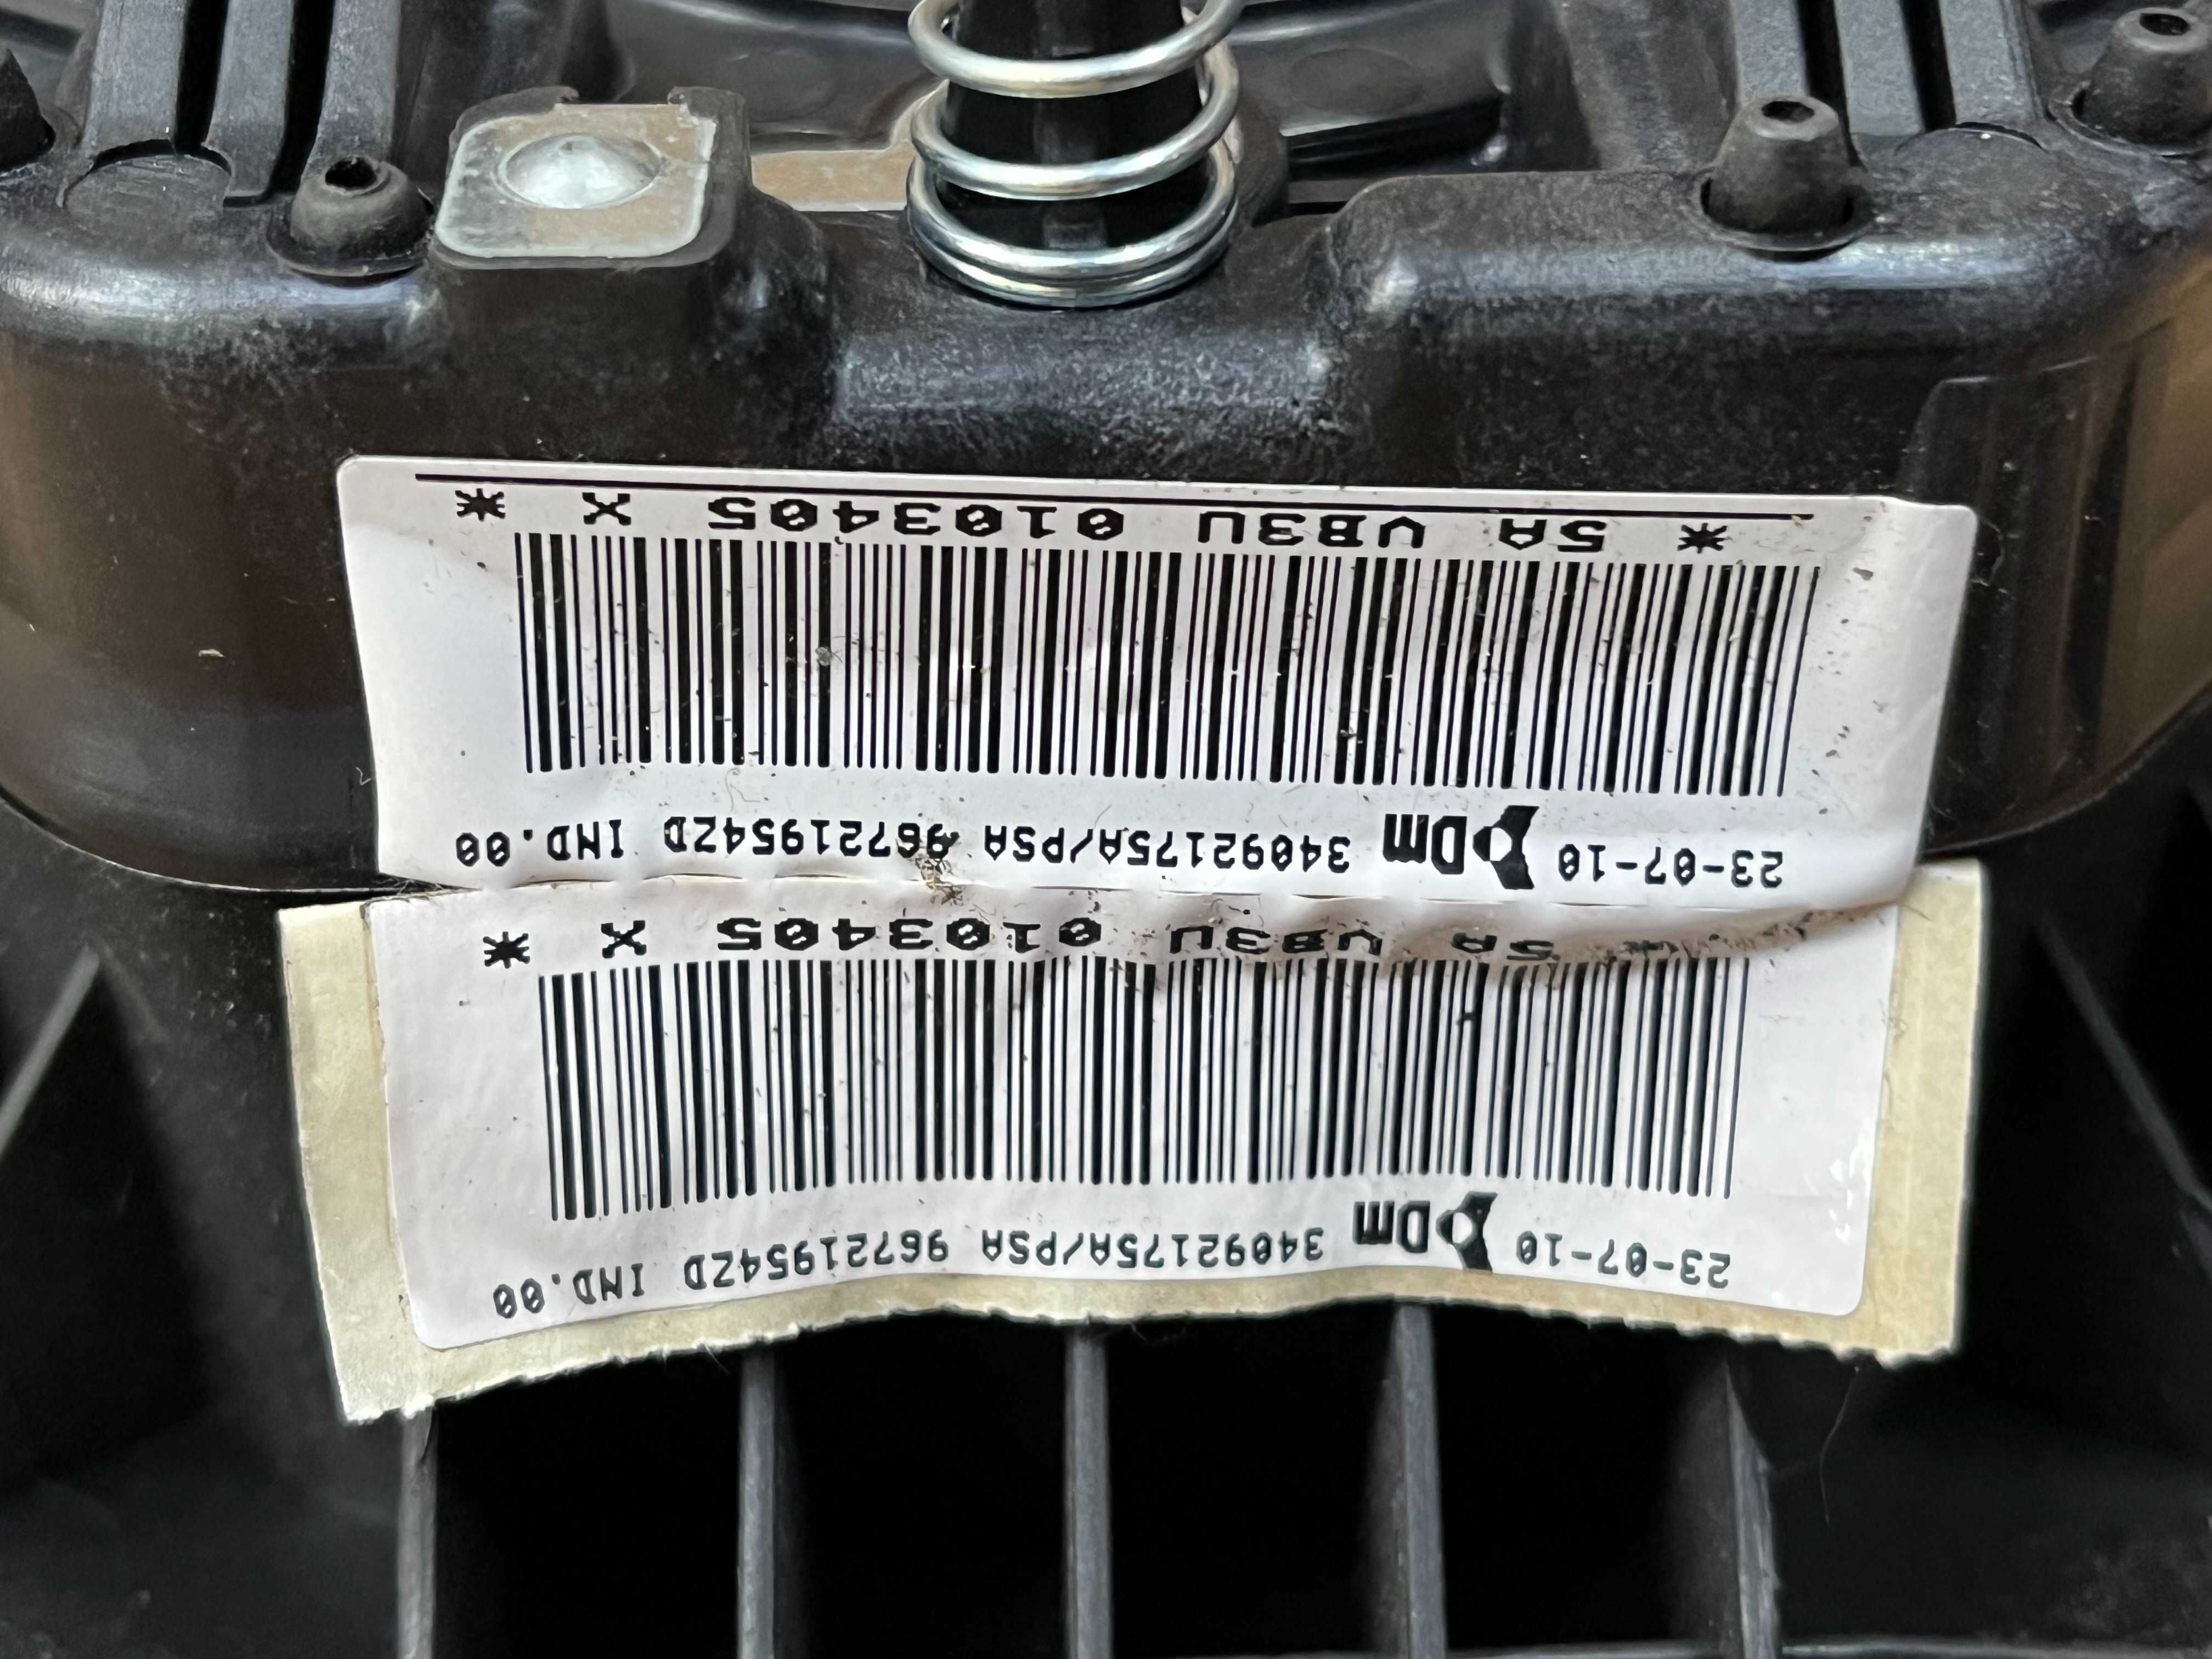 23-07-10 Dm 34092175A/PSA 96721954ZD IND.00
* 5A VB3U 0103405 X *
23-07-10 Dm 34092175A/PSA 96721954ZD IND.00
* 5A VB3U 0103405 X *